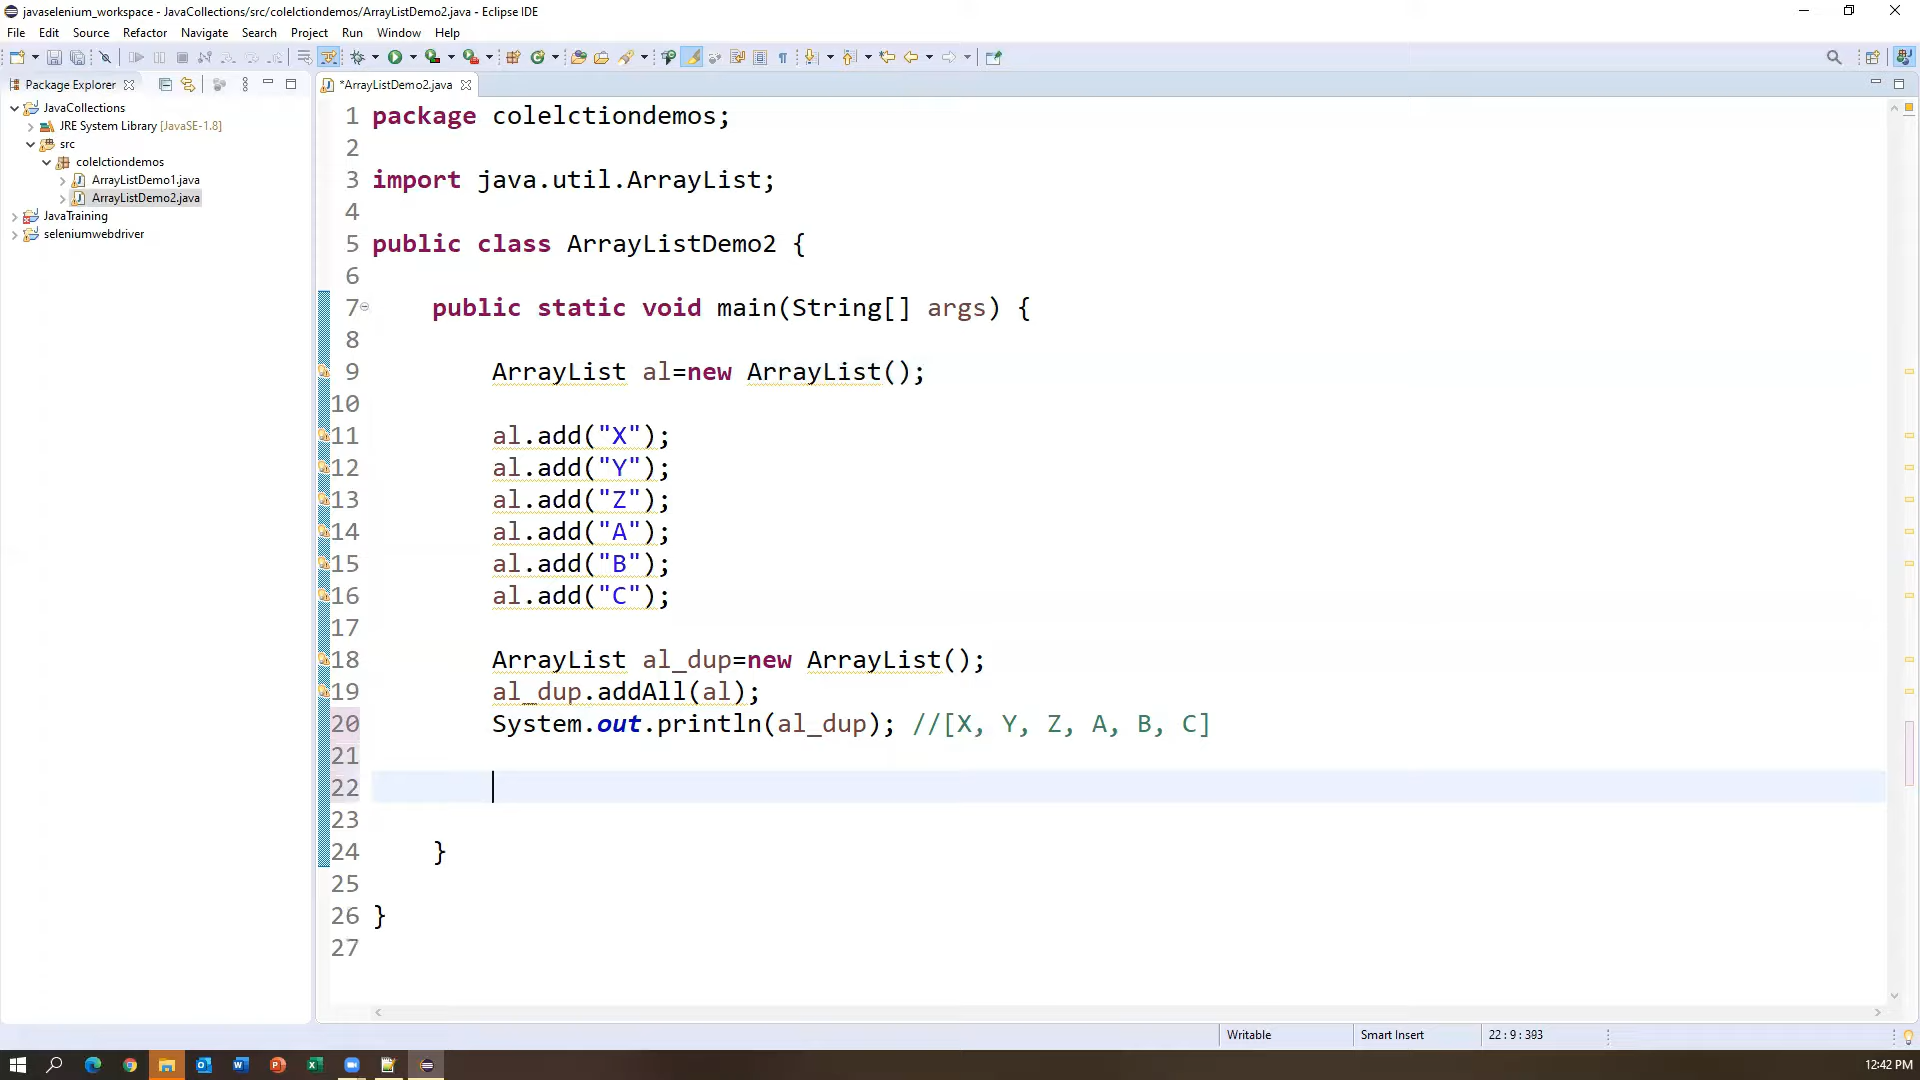 javaselenium_workspace - JavaCollections/src/colelctiondemos/ArrayListDemo2.java - Eclipse IDE
File Edit Source Refactor Navigate Search Project Run Window Help
Package Explorer
*ArrayListDemo2.java
JavaCollections
JRE System Library [JavaSE-1.8]
src
colelctiondemos
ArrayListDemo1.java
ArrayListDemo2.java
JavaTraining
seleniumwebdriver
1 package colelctiondemos;
2
3 import java.util.ArrayList;
4
5 public class ArrayListDemo2 {
6
7 public static void main(String[] args) {
8
9 ArrayList al=new ArrayList();
10
11 al.add("X");
12 al.add("Y");
13 al.add("Z");
14 al.add("A");
15 al.add("B");
16 al.add("C");
17
18 ArrayList al_dup=new ArrayList();
19 al_dup.addAll(al);
20 System.out.println(al_dup); //[X, Y, Z, A, B, C]
21
22
23
24 }
25
26 }
27
Writable Smart Insert 22 : 9 : 393
12:42 PM